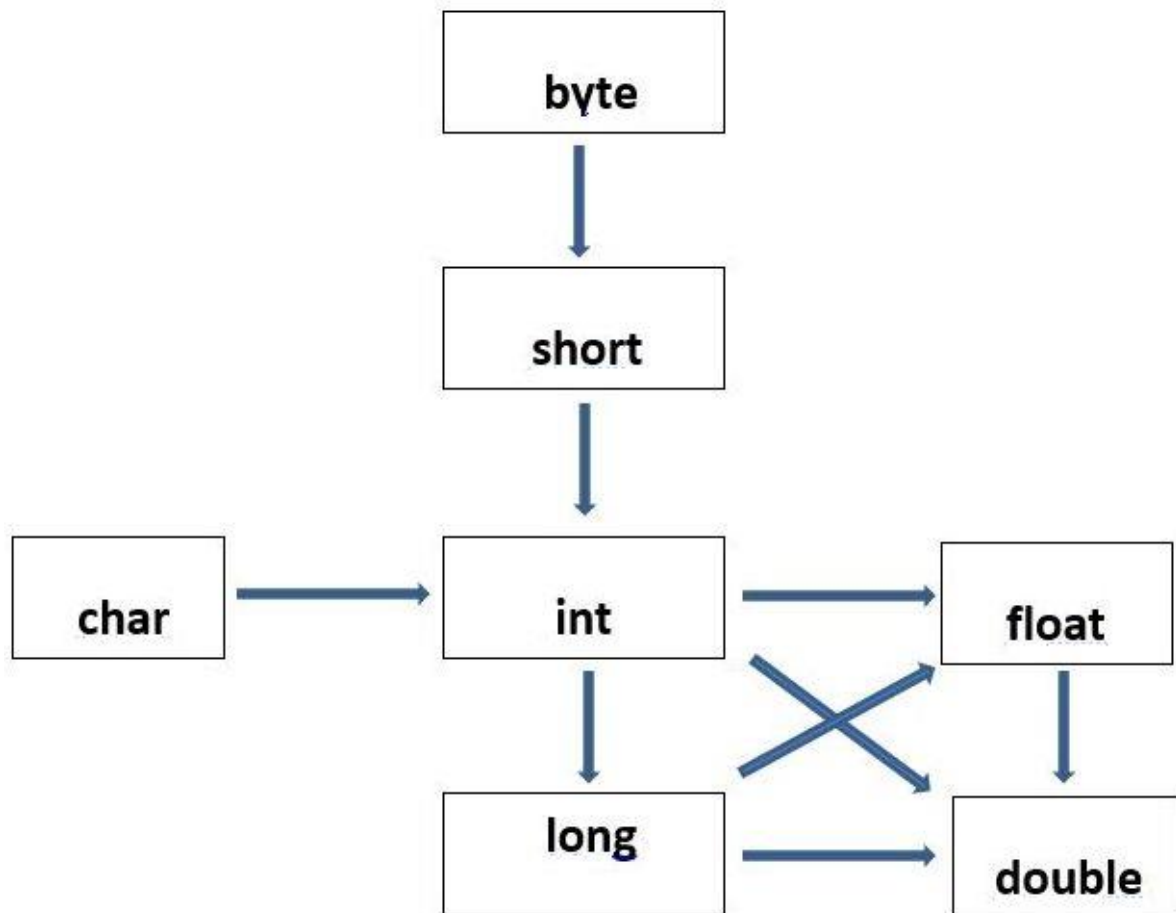 byte
short
char
int
float
long
double